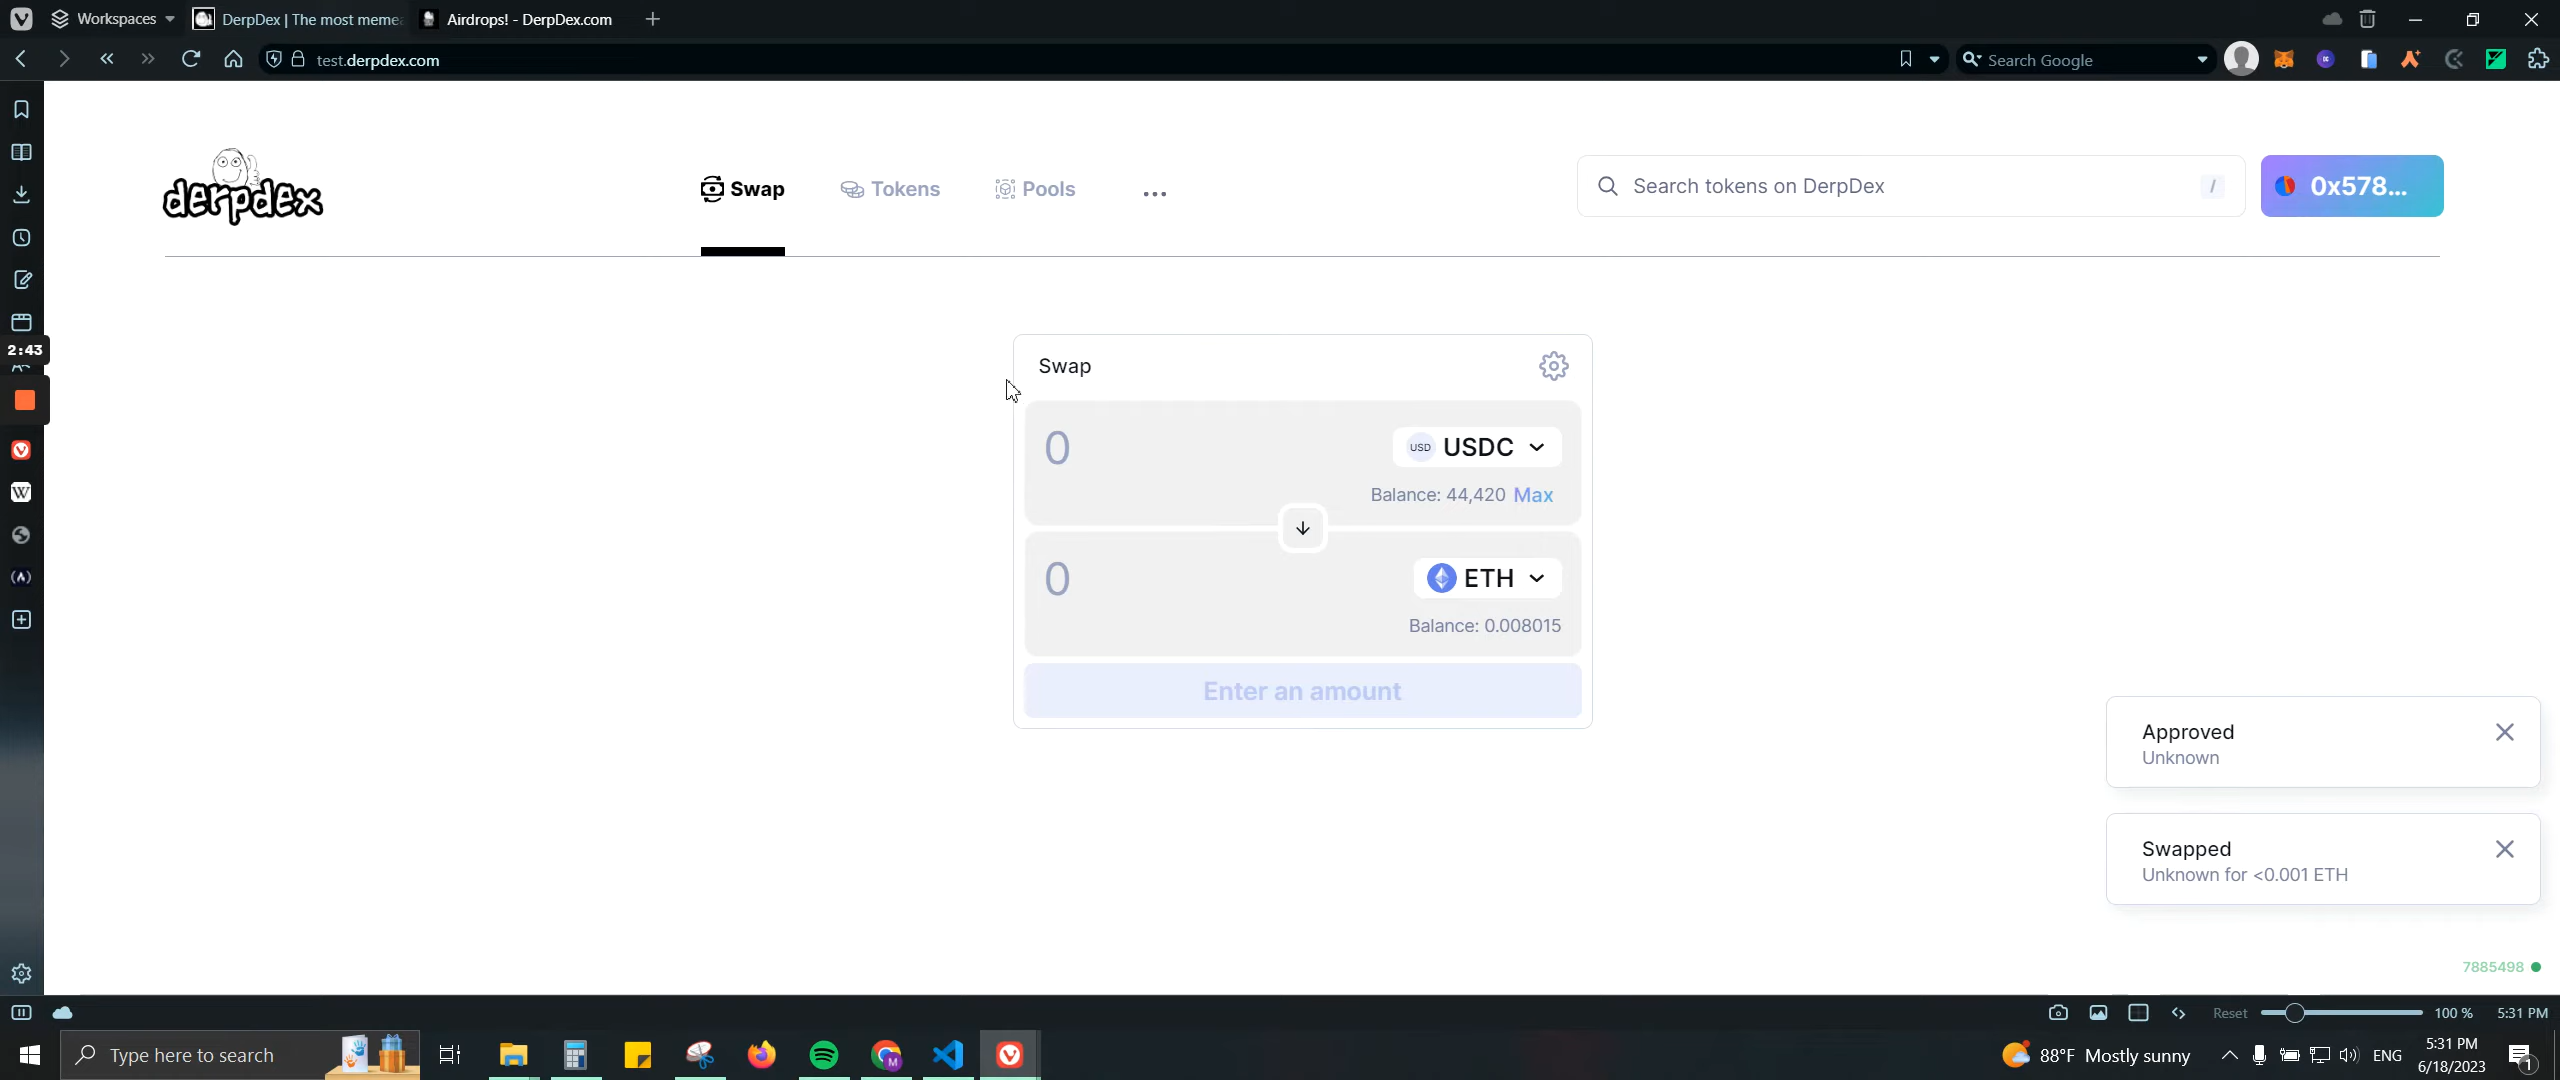 Workspaces
DerpDex | The most meme
Airdrops! - DerpDex.com
test.derpdex.com
Search Google
derpdex
Swap
Tokens
Pools
...
Search tokens on DerpDex
/
0x578...
2:43
Swap
0
USD
USDC
Balance: 44,420 Max
0
ETH
Balance: 0.008015
Enter an amount
Approved
Unknown
Swapped
Unknown for <0.001 ETH
7885498
Reset
100 %
5:31 PM
Type here to search
88°F Mostly sunny
ENG
5:31 PM
6/18/2023
1